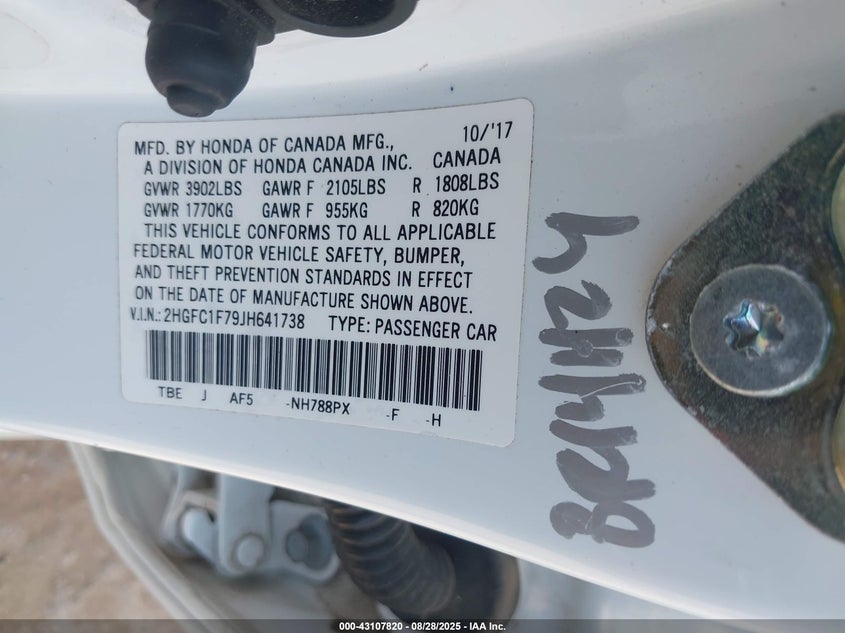 MFD. BY HONDA OF CANADA MFG., 10/'17
A DIVISION OF HONDA CANADA INC. CANADA
GVWR 3902LBS GAWR F 2105LBS R 1808LBS
GVWR 1770KG GAWR F 955KG R 820KG
THIS VEHICLE CONFORMS TO ALL APPLICABLE
FEDERAL MOTOR VEHICLE SAFETY, BUMPER,
AND THEFT PREVENTION STANDARDS IN EFFECT
ON THE DATE OF MANUFACTURE SHOWN ABOVE.
V.I.N.: 2HGFC1F79JH641738 TYPE: PASSENGER CAR
TBE J AF5 -NH788PX -F -H
000-43107820 - 08/28/2025 - IAA Inc.